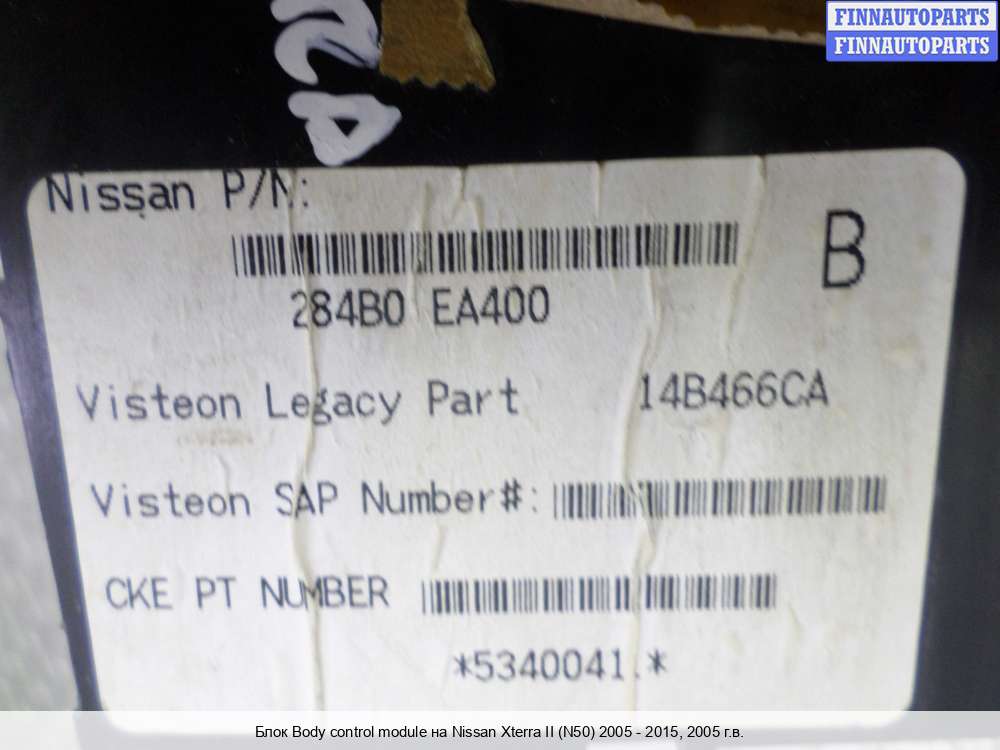 FINNAUTOPARTS
FINNAUTOPARTS
Nissan P/N:
B
284B0 EA400
Visteon Legacy Part 14B466CA
Visteon SAP Number#:
CKE PT NUMBER
*5340041.*
Блок Body control module на Nissan Xterra II (N50) 2005 - 2015, 2005 г.в.